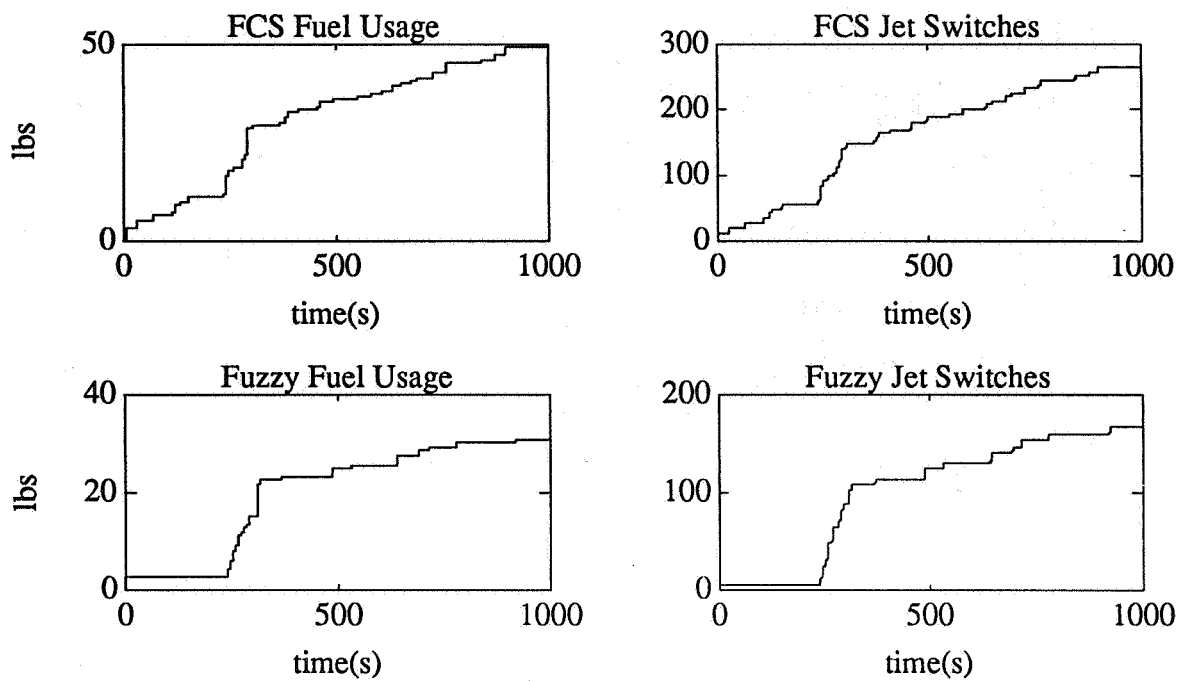 FCS Fuel Usage
50
lbs
0
0 500 1000
time(s)
FCS Jet Switches
300
200
100
0
0 500 1000
time(s)
Fuzzy Fuel Usage
40
lbs
20
0
0 500 1000
time(s)
Fuzzy Jet Switches
200
100
0
0 500 1000
time(s)